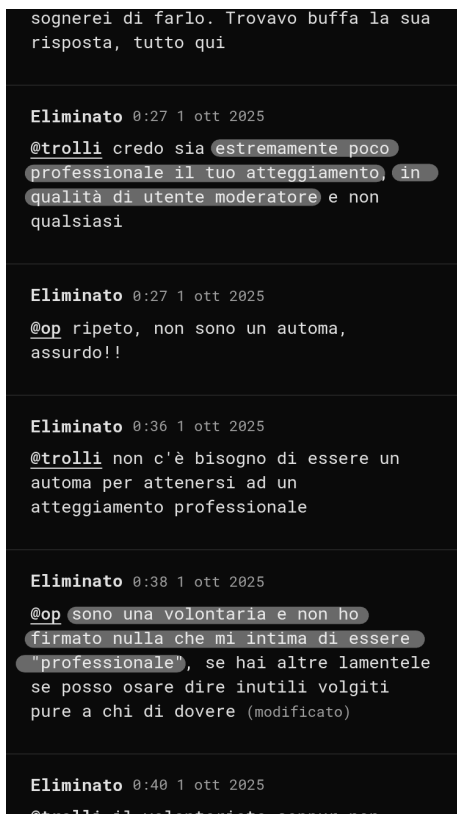 sognerei di farlo. Trovavo buffa la sua
risposta, tutto qui
Eliminato 0:27 1 ott 2025
@trolli credo sia estremamente poco
professionale il tuo atteggiamento, in
qualità di utente moderatore e non
qualsiasi
Eliminato 0:27 1 ott 2025
@op ripeto, non sono un automa,
assurdo!!
Eliminato 0:36 1 ott 2025
@trolli non c'è bisogno di essere un
automa per attenersi ad un
atteggiamento professionale
Eliminato 0:38 1 ott 2025
@op sono una volontaria e non ho
firmato nulla che mi intima di essere
"professionale", se hai altre lamentele
se posso osare dire inutili volgiti
pure a chi di dovere (modificato)
Eliminato 0:40 1 ott 2025
@trolli il volontariato